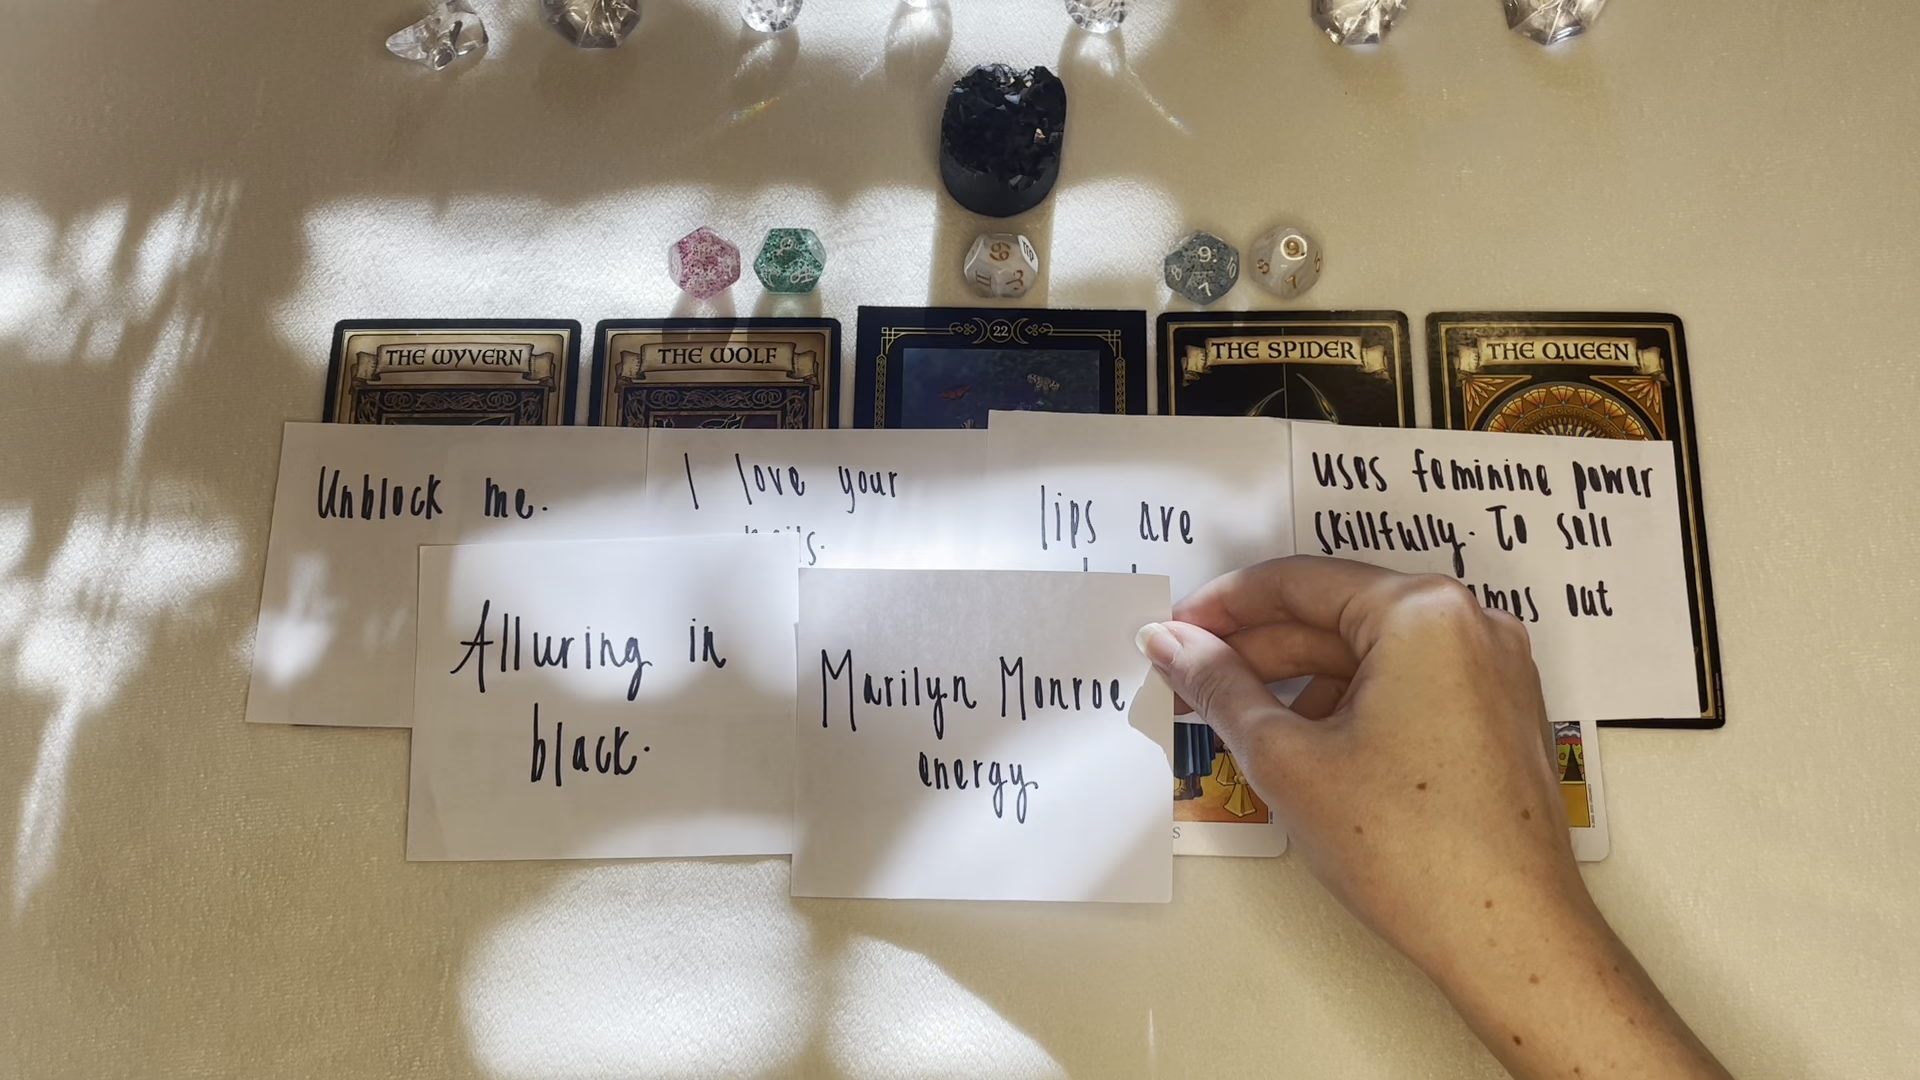 THE WYVERN
THE WOLF
22
THE SPIDER
THE QUEEN
Unblock me.
I love your
lips are
uses feminine power
skillfully. To sell
out
Alluring in
black.
Marilyn Monroe
energy